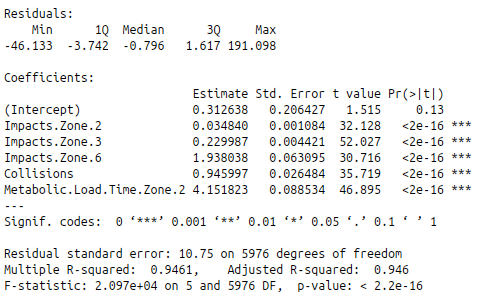 Residuals:
    Min      1Q  Median      3Q     Max
-46.133  -3.742  -0.796   1.617 191.098

Coefficients:
                           Estimate Std. Error t value Pr(>|t|)
(Intercept)                0.312638   0.206427   1.515     0.13
Impacts.Zone.2             0.034840   0.001084  32.128   <2e-16 ***
Impacts.Zone.3             0.229987   0.004421  52.027   <2e-16 ***
Impacts.Zone.6             1.938038   0.063095  30.716   <2e-16 ***
Collisions                 0.945997   0.026484  35.719   <2e-16 ***
Metabolic.Load.Time.Zone.2 4.151823   0.088534  46.895   <2e-16 ***
---
Signif. codes:  0 ‘***’ 0.001 ‘**’ 0.01 ‘*’ 0.05 ‘.’ 0.1 ‘ ’ 1

Residual standard error: 10.75 on 5976 degrees of freedom
Multiple R-squared:  0.9461,    Adjusted R-squared:  0.946
F-statistic: 2.097e+04 on 5 and 5976 DF,  p-value: < 2.2e-16